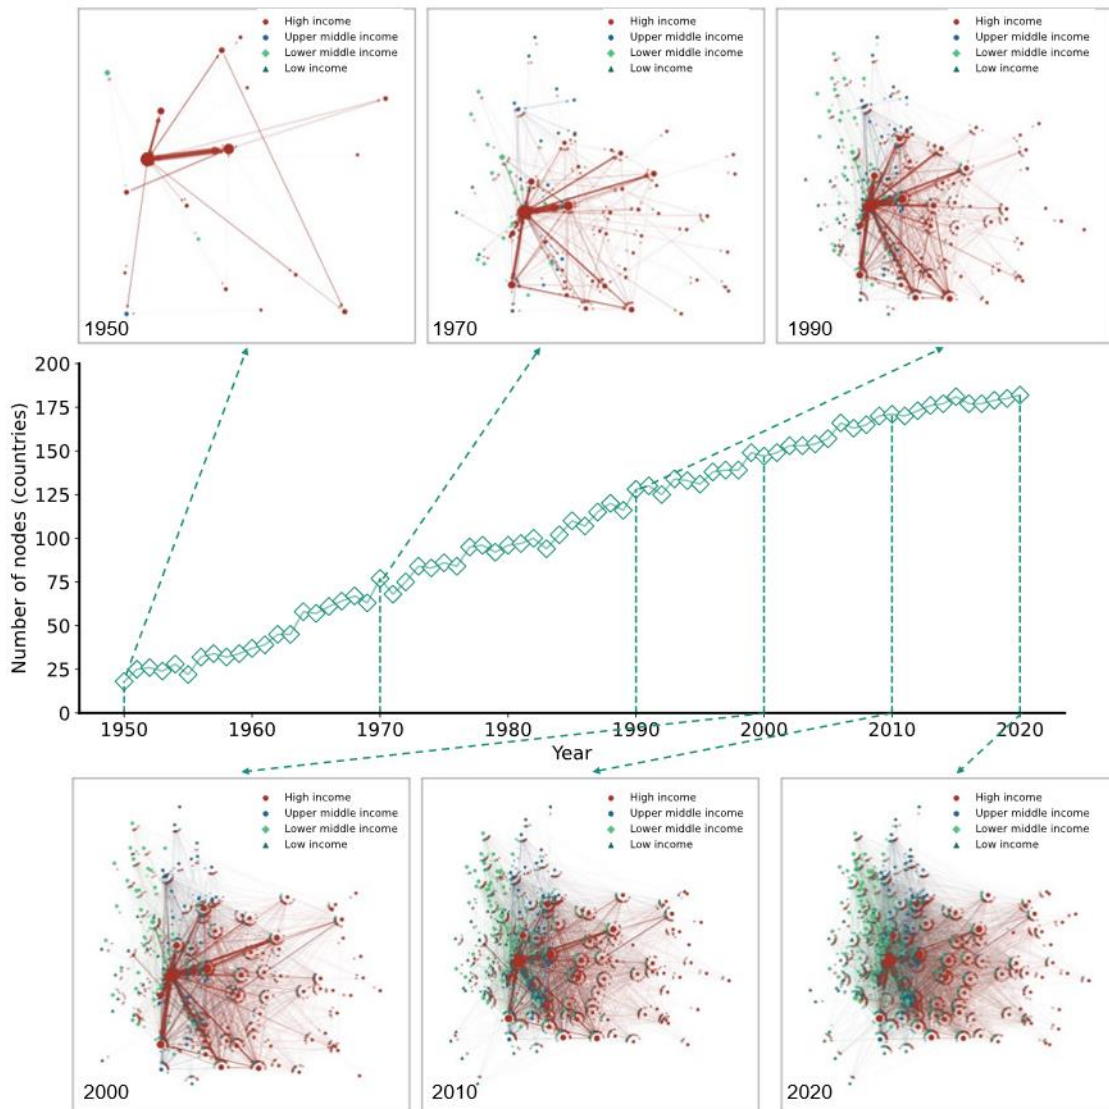 High income
Upper middle income
Lower middle income
Low income
1950
High income
Upper middle income
Lower middle income
Low income
1970
High income
Upper middle income
Lower middle income
Low income
1990
200
175
150
125
100
75
50
25
0
Number of nodes (countries)
1950 1960 1970 1980 1990 2000 2010 2020
Year
High income
Upper middle income
Lower middle income
Low income
2000
High income
Upper middle income
Lower middle income
Low income
2010
High income
Upper middle income
Lower middle income
Low income
2020